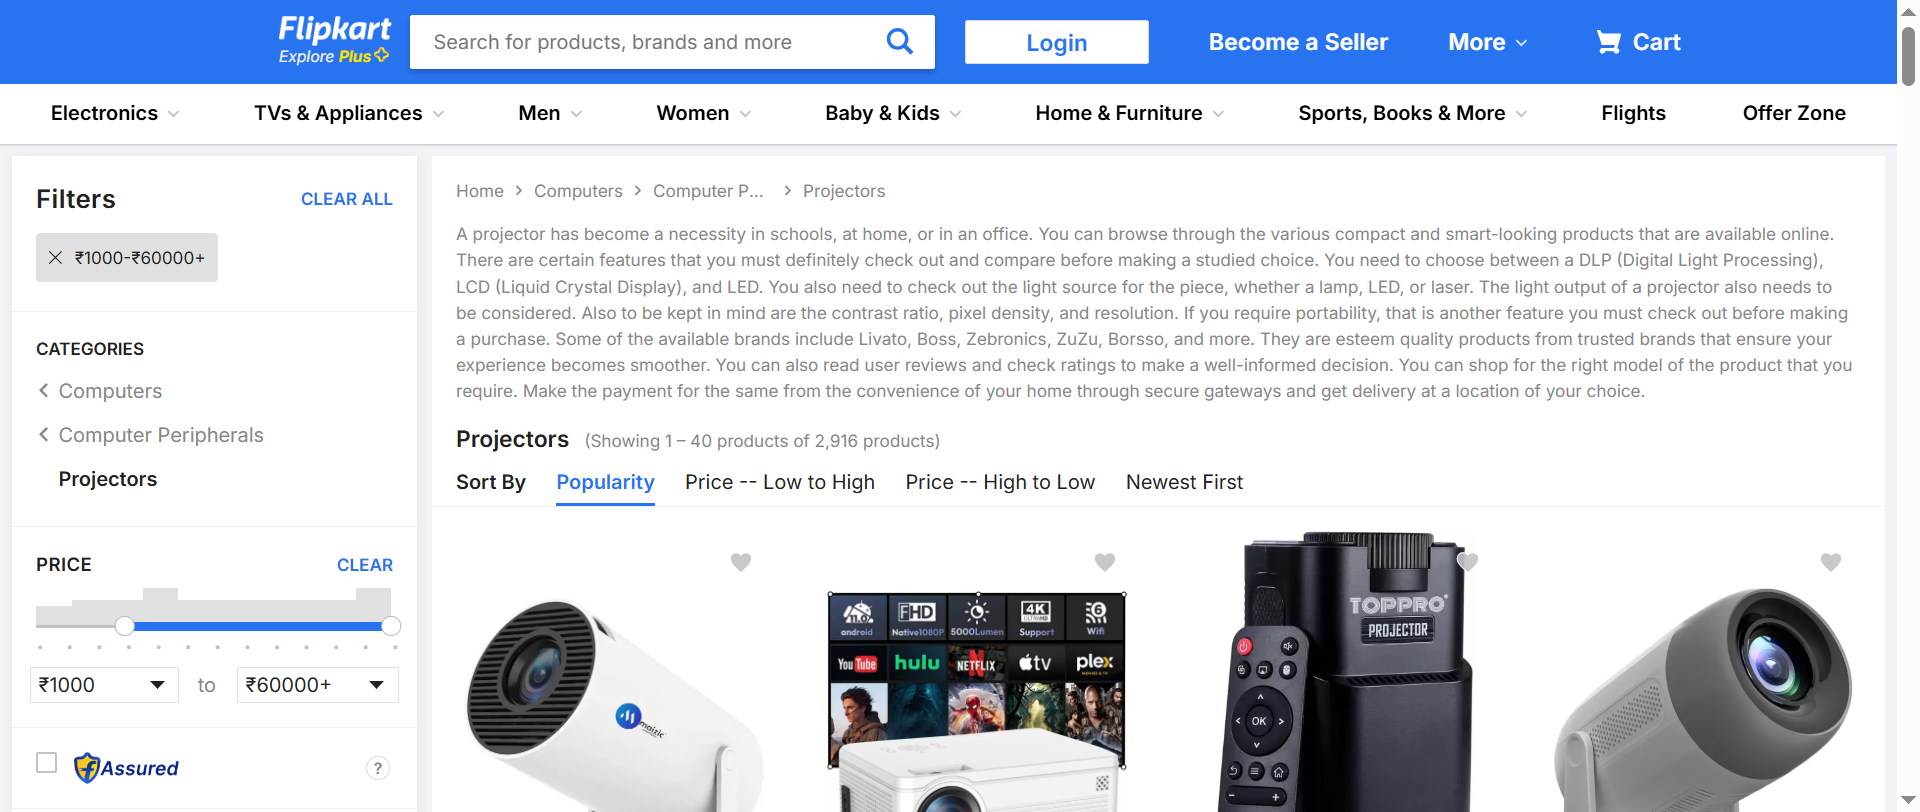 Flipkart
Explore Plus
Search for products, brands and more
Login
Become a Seller
More
Cart
Electronics
TVs & Appliances
Men
Women
Baby & Kids
Home & Furniture
Sports, Books & More
Flights
Offer Zone
Filters
CLEAR ALL
₹1000-₹60000+
CATEGORIES
Computers
Computer Peripherals
Projectors
PRICE
CLEAR
₹1000
to
₹60000+
f Assured
?
Home
Computers
Computer P...
Projectors
A projector has become a necessity in schools, at home, or in an office. You can browse through the various compact and smart-looking products that are available online.
There are certain features that you must definitely check out and compare before making a studied choice. You need to choose between a DLP (Digital Light Processing),
LCD (Liquid Crystal Display), and LED. You also need to check out the light source for the piece, whether a lamp, LED, or laser. The light output of a projector also needs to
be considered. Also to be kept in mind are the contrast ratio, pixel density, and resolution. If you require portability, that is another feature you must check out before making
a purchase. Some of the available brands include Livato, Boss, Zebronics, ZuZu, Borsso, and more. They are esteem quality products from trusted brands that ensure your
experience becomes smoother. You can also read user reviews and check ratings to make a well-informed decision. You can shop for the right model of the product that you
require. Make the payment for the same from the convenience of your home through secure gateways and get delivery at a location of your choice.
Projectors (Showing 1 – 40 products of 2,916 products)
Sort By
Popularity
Price -- Low to High
Price -- High to Low
Newest First
maizic
11.0
android
FHD
Native1080P
5000Lumen
4K
ULTRA HD
Support
6
Wifi
YouTube
hulu
NETFLIX
tv
plex
MOVIES & TV
TOPPRO
PROJECTOR
OK